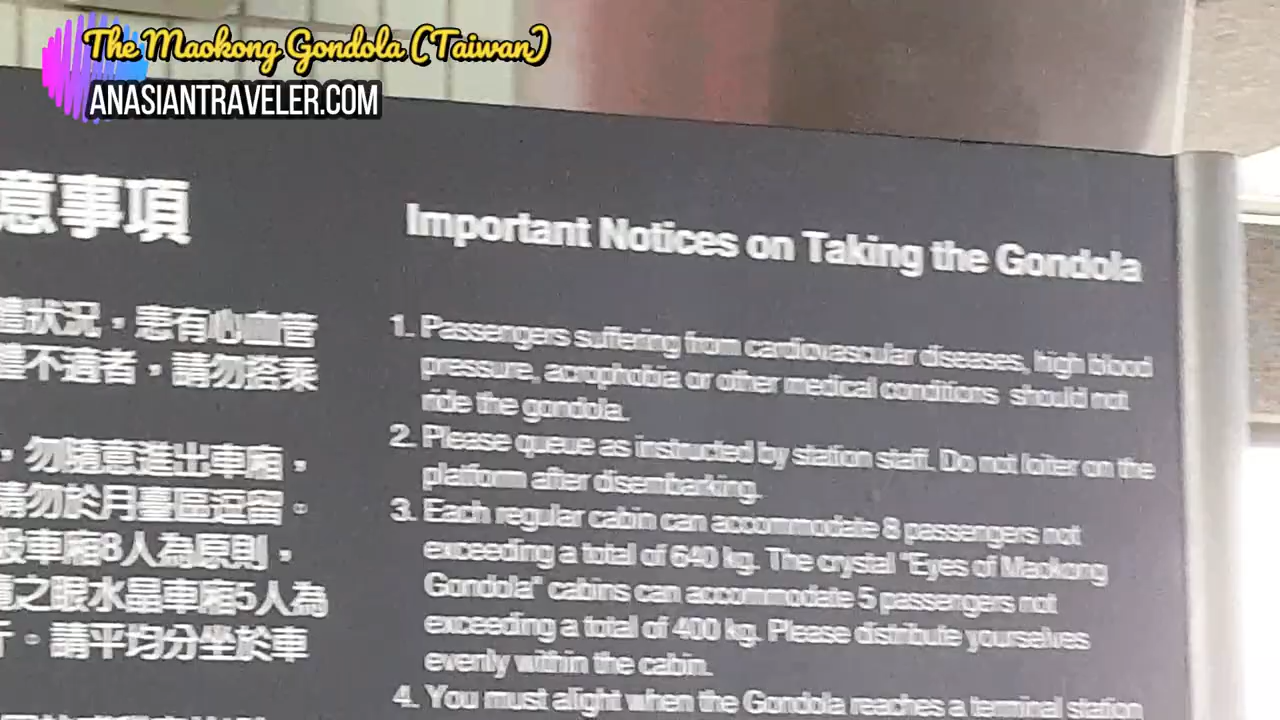 The Maokong Gondola (Taiwan)
ANASIANTRAVELER.COM
意事項
體狀況，患有心血管
體不適者，請勿搭乘
，勿隨意進出車廂，
請勿於月臺區逗留。
般車廂8人為原則，
之眼水晶車廂5人為
。請平均分坐於車
Important Notices on Taking the Gondola
1. Passengers suffering from cardiovascular diseases, high blood
pressure, acrophobia or other medical conditions should not
ride the gondola.
2. Please queue as instructed by station staff. Do not loiter on the
platform after disembarking.
3. Each regular cabin can accommodate 8 passengers not
exceeding a total of 640 kg. The crystal "Eyes of Maokong
Gondola" cabins can accommodate 5 passengers not
exceeding a total of 400 kg. Please distribute yourselves
evenly within the cabin.
4. You must alight when the Gondola reaches a terminal station